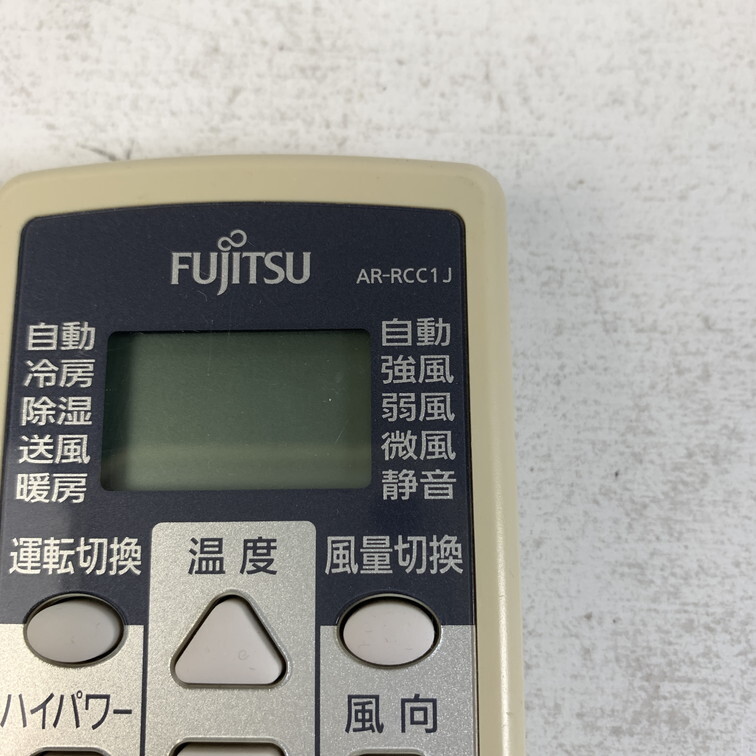 FUJITSU
AR-RCC1J
自動
冷房
除湿
送風
暖房
自動
強風
弱風
微風
静音
運転切換
温度
風量切換
ハイパワー
風向